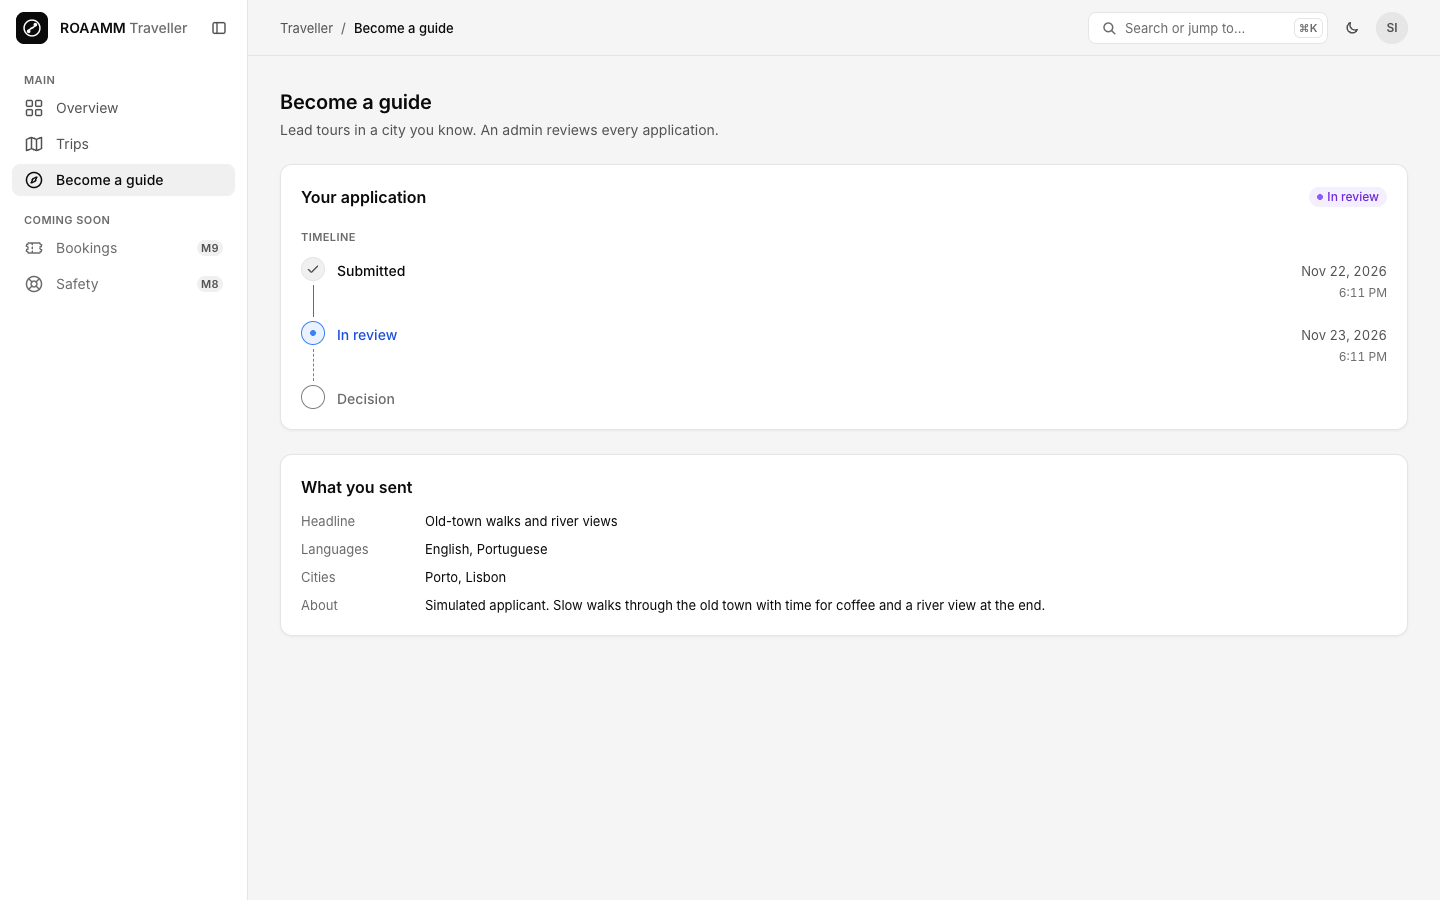 ROAAMM Traveller
Traveller / Become a guide
Search or jump to...
⌘K
SI
MAIN
Overview
Trips
Become a guide
COMING SOON
Bookings M9
Safety M8
Become a guide
Lead tours in a city you know. An admin reviews every application.
Your application
In review
TIMELINE
Submitted
Nov 22, 2026
6:11 PM
In review
Nov 23, 2026
6:11 PM
Decision
What you sent
Headline Old-town walks and river views
Languages English, Portuguese
Cities Porto, Lisbon
About Simulated applicant. Slow walks through the old town with time for coffee and a river view at the end.